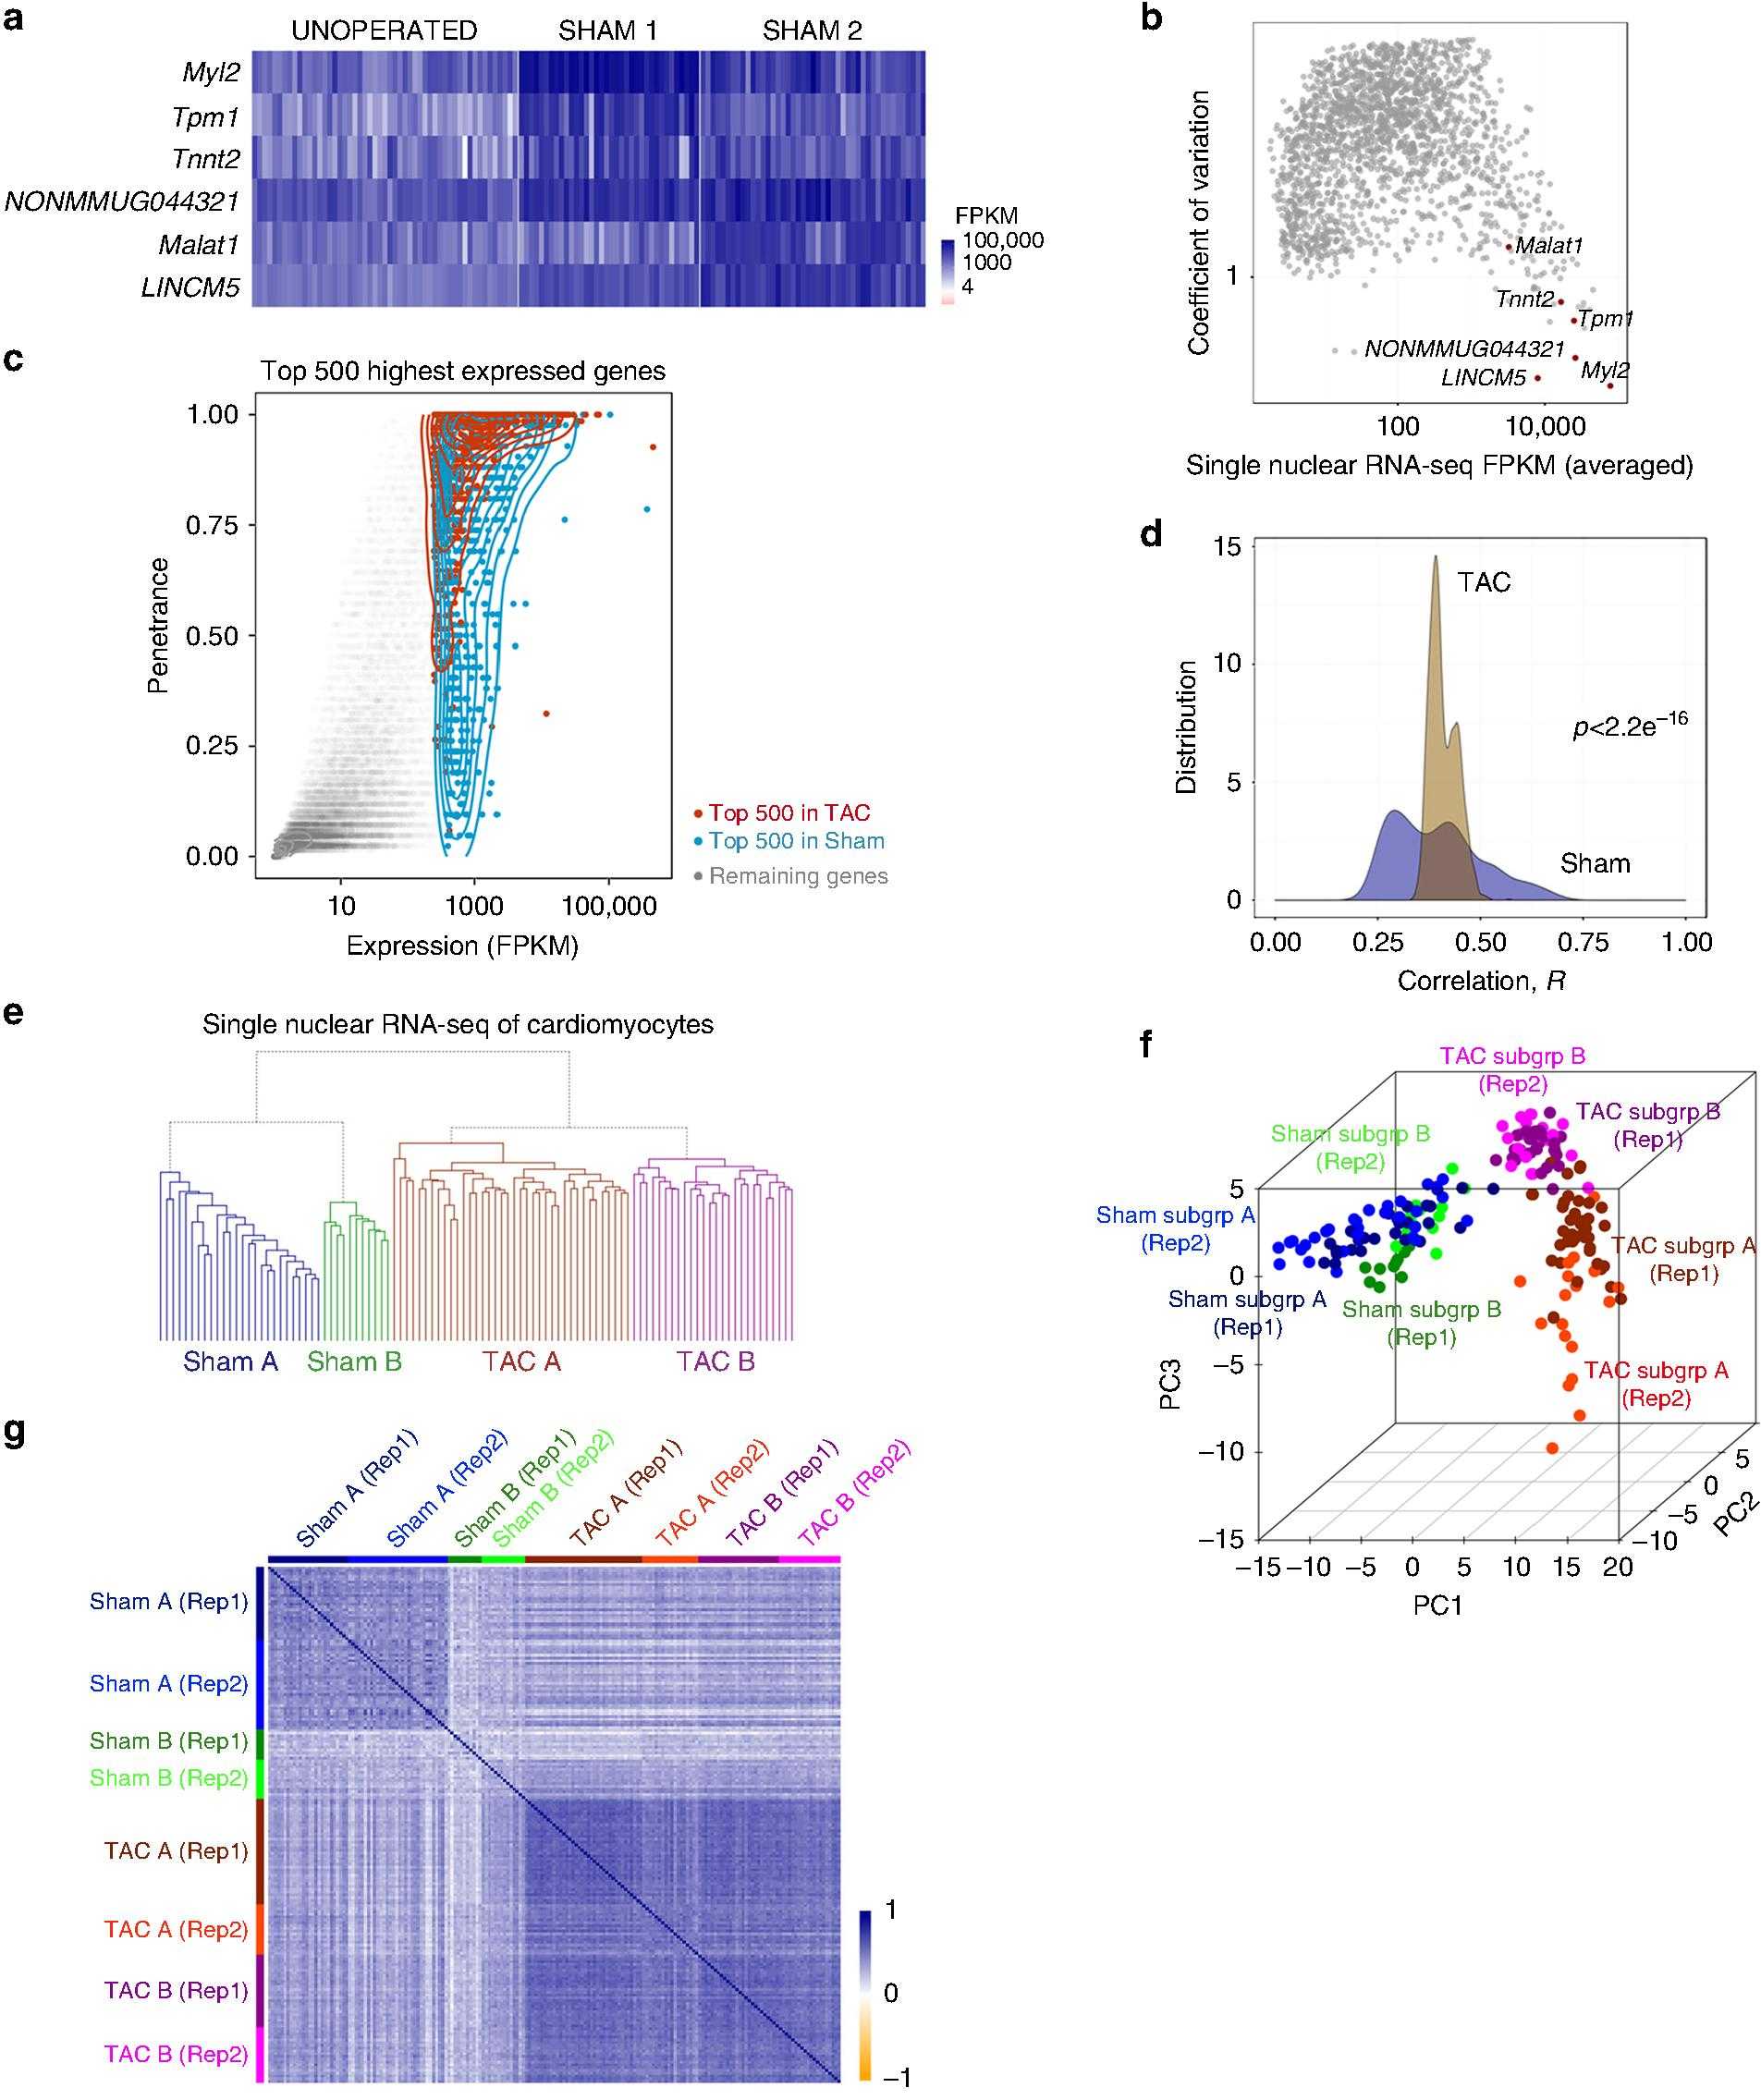 a
UNOPERATED SHAM 1 SHAM 2
Myl2
Tpm1
Tnnt2
NONMMUG044321
Malat1
LINCM5
FPKM
100,000
1000
4
b
Coefficient of variation
1
Malat1
Tnnt2
Tpm1
NONMMUG044321
Myl2
LINCM5
100 10,000
Single nuclear RNA-seq FPKM (averaged)
c
Top 500 highest expressed genes
Penetrance
1.00
0.75
0.50
0.25
0.00
10 1000 100,000
Expression (FPKM)
Top 500 in TAC
Top 500 in Sham
Remaining genes
d
Distribution
15
10
5
0
TAC
p<2.2e−16
Sham
0.00 0.25 0.50 0.75 1.00
Correlation, R
e
Single nuclear RNA-seq of cardiomyocytes
Sham A Sham B TAC A TAC B
f
TAC subgrp B
(Rep2)
TAC subgrp B
(Rep1)
Sham subgrp B
(Rep2)
Sham subgrp A
(Rep2)
TAC subgrp A
(Rep1)
Sham subgrp A
(Rep1)
Sham subgrp B
(Rep1)
TAC subgrp A
(Rep2)
PC3
5
0
−5
−10
−15
−15 −10 −5 0 5 10 15 20
PC1
5
0
−5
−10
PC2
g
Sham A (Rep1)
Sham A (Rep2)
Sham B (Rep1)
Sham B (Rep2)
TAC A (Rep1)
TAC A (Rep2)
TAC B (Rep1)
TAC B (Rep2)
Sham A (Rep1)
Sham A (Rep2)
Sham B (Rep1)
Sham B (Rep2)
TAC A (Rep1)
TAC A (Rep2)
TAC B (Rep1)
TAC B (Rep2)
1
0
−1